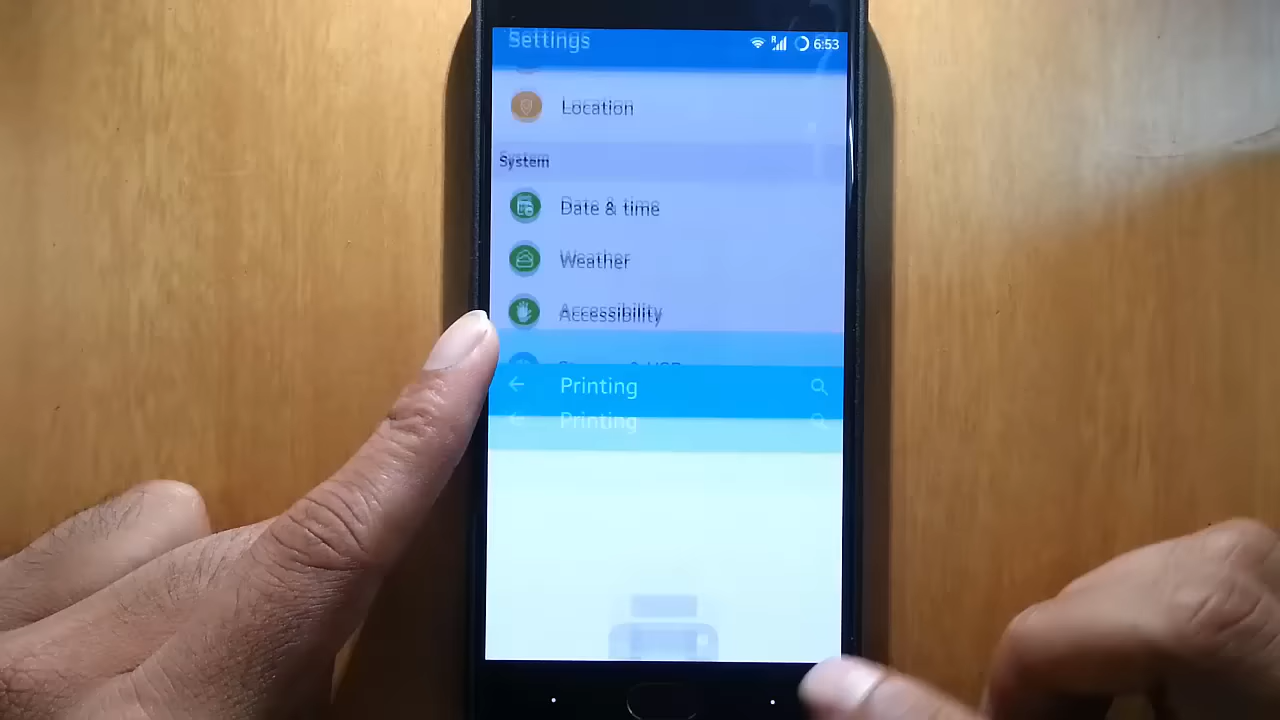 Settings
R
6:53
Location
System
Date & time
Weather
Accessibility
Printing
Printing